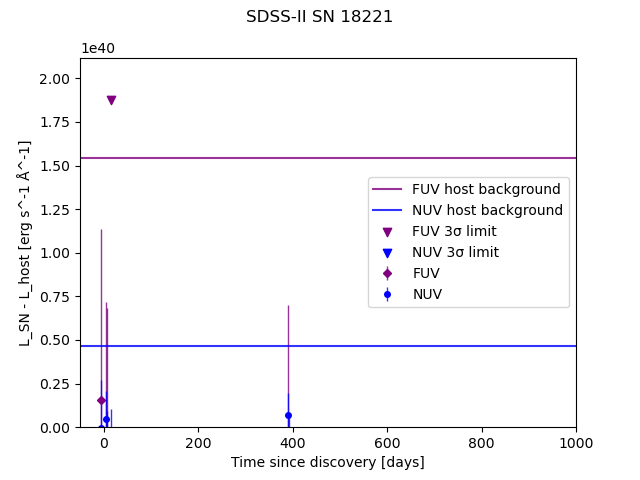 SDSS-II SN 18221
1e40
2.00
1.75
1.50
1.25
1.00
0.75
0.50
0.25
0.00
L_SN - L_host [erg s^-1 Å^-1]
FUV host background
NUV host background
FUV 3σ limit
NUV 3σ limit
FUV
NUV
0 200 400 600 800 1000
Time since discovery [days]